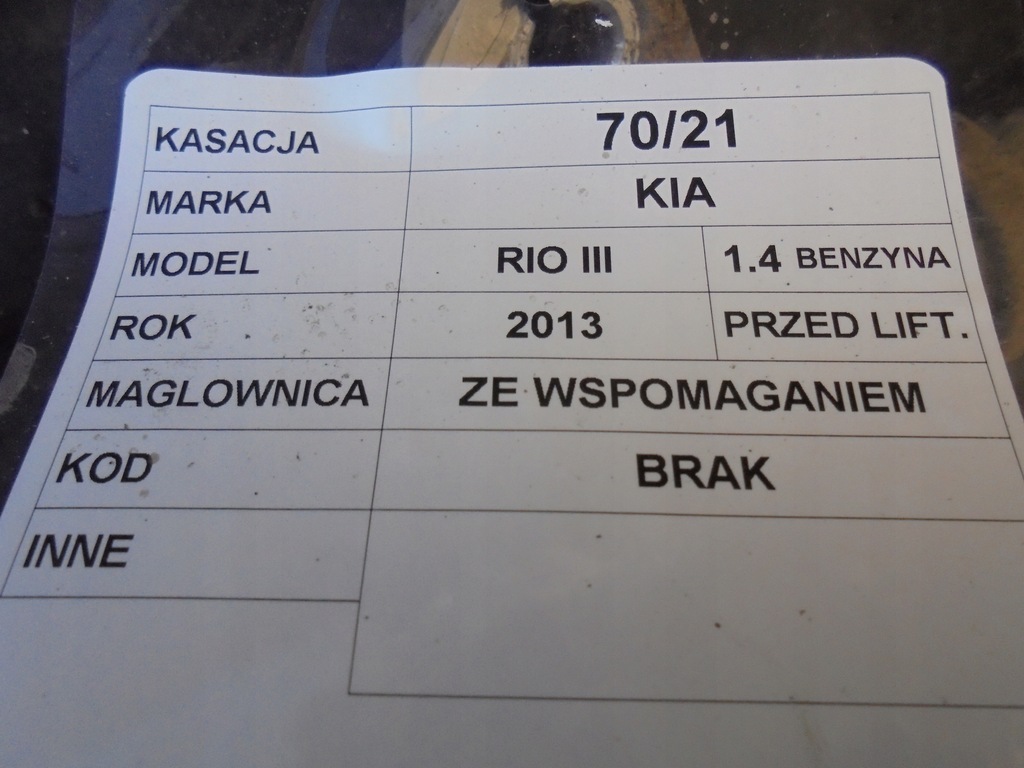 KASACJA 70/21
MARKA KIA
MODEL RIO III 1.4 BENZYNA
ROK 2013 PRZED LIFT.
MAGLOWNICA ZE WSPOMAGANIEM
KOD BRAK
INNE